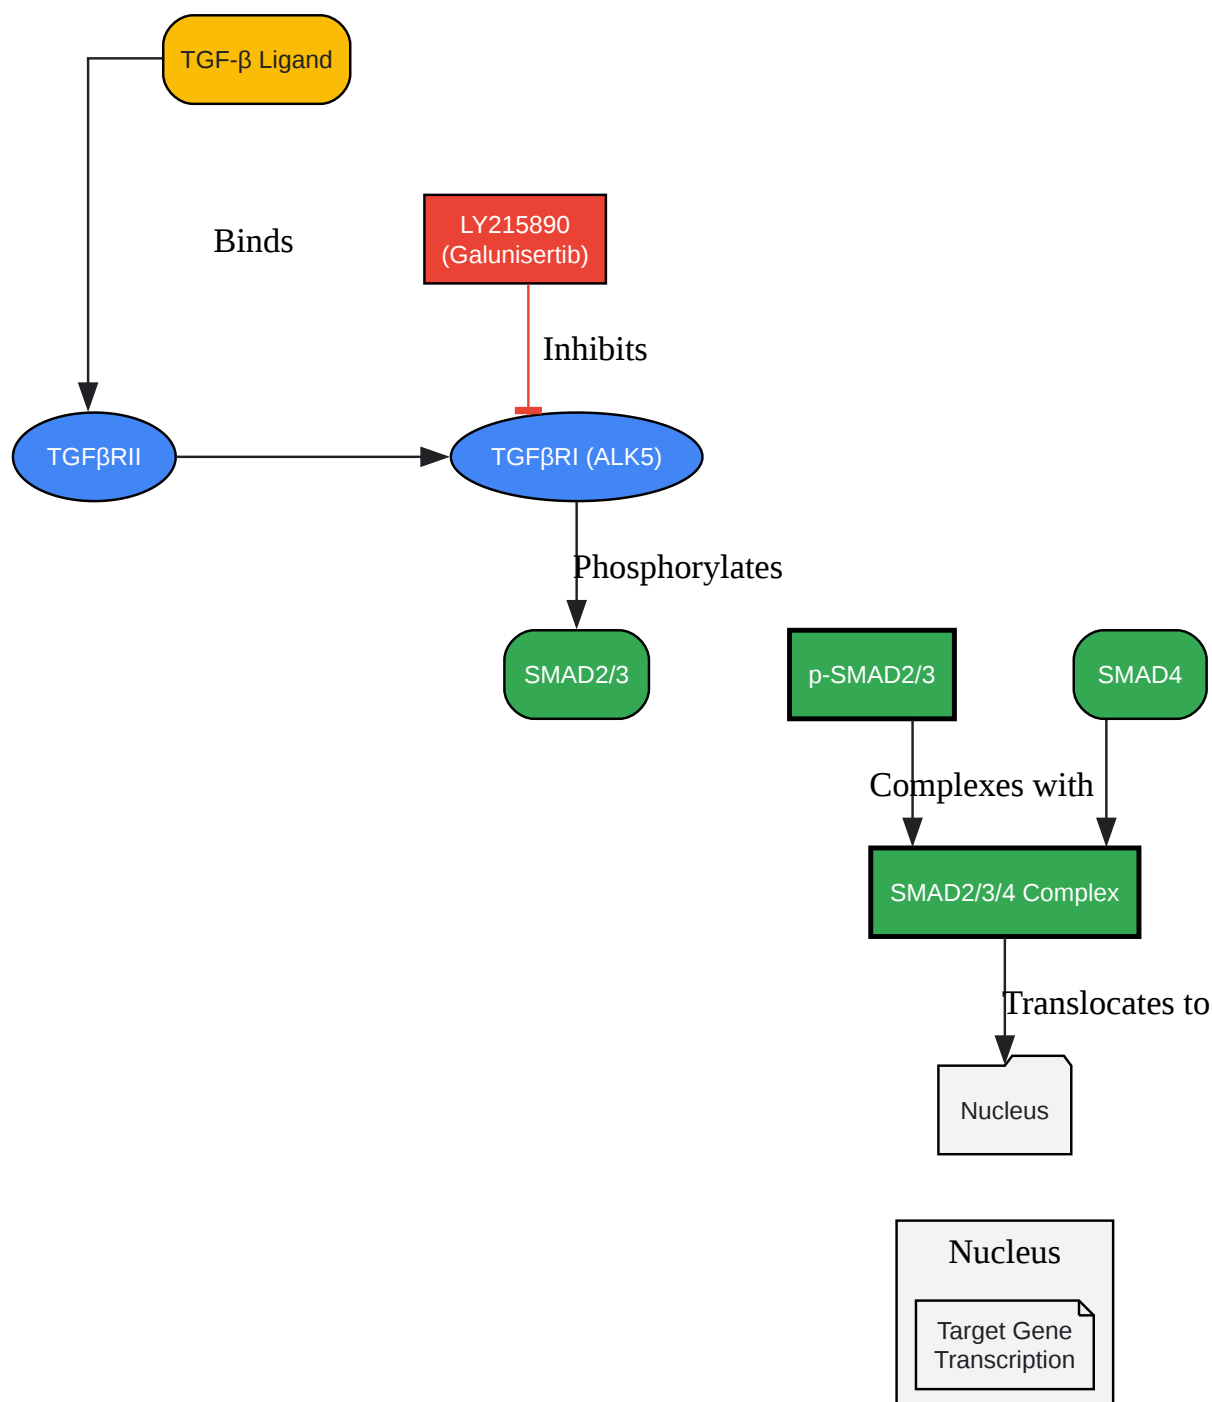 TGF-β Ligand
Binds
LY215890
(Galunisertib)
Inhibits
TGFβRII
TGFβRI (ALK5)
Phosphorylates
SMAD2/3
p-SMAD2/3
SMAD4
Complexes with
SMAD2/3/4 Complex
Translocates to
Nucleus
Nucleus
Target Gene
Transcription